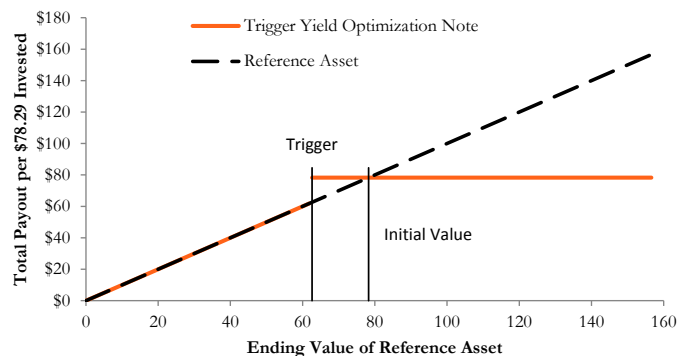 Trigger Yield Optimization Note
Reference Asset
Total Payout per $78.29 Invested
$180
$160
$140
$120
$100
$80
$60
$40
$20
$0
Trigger
Initial Value
0 20 40 60 80 100 120 140 160
Ending Value of Reference Asset